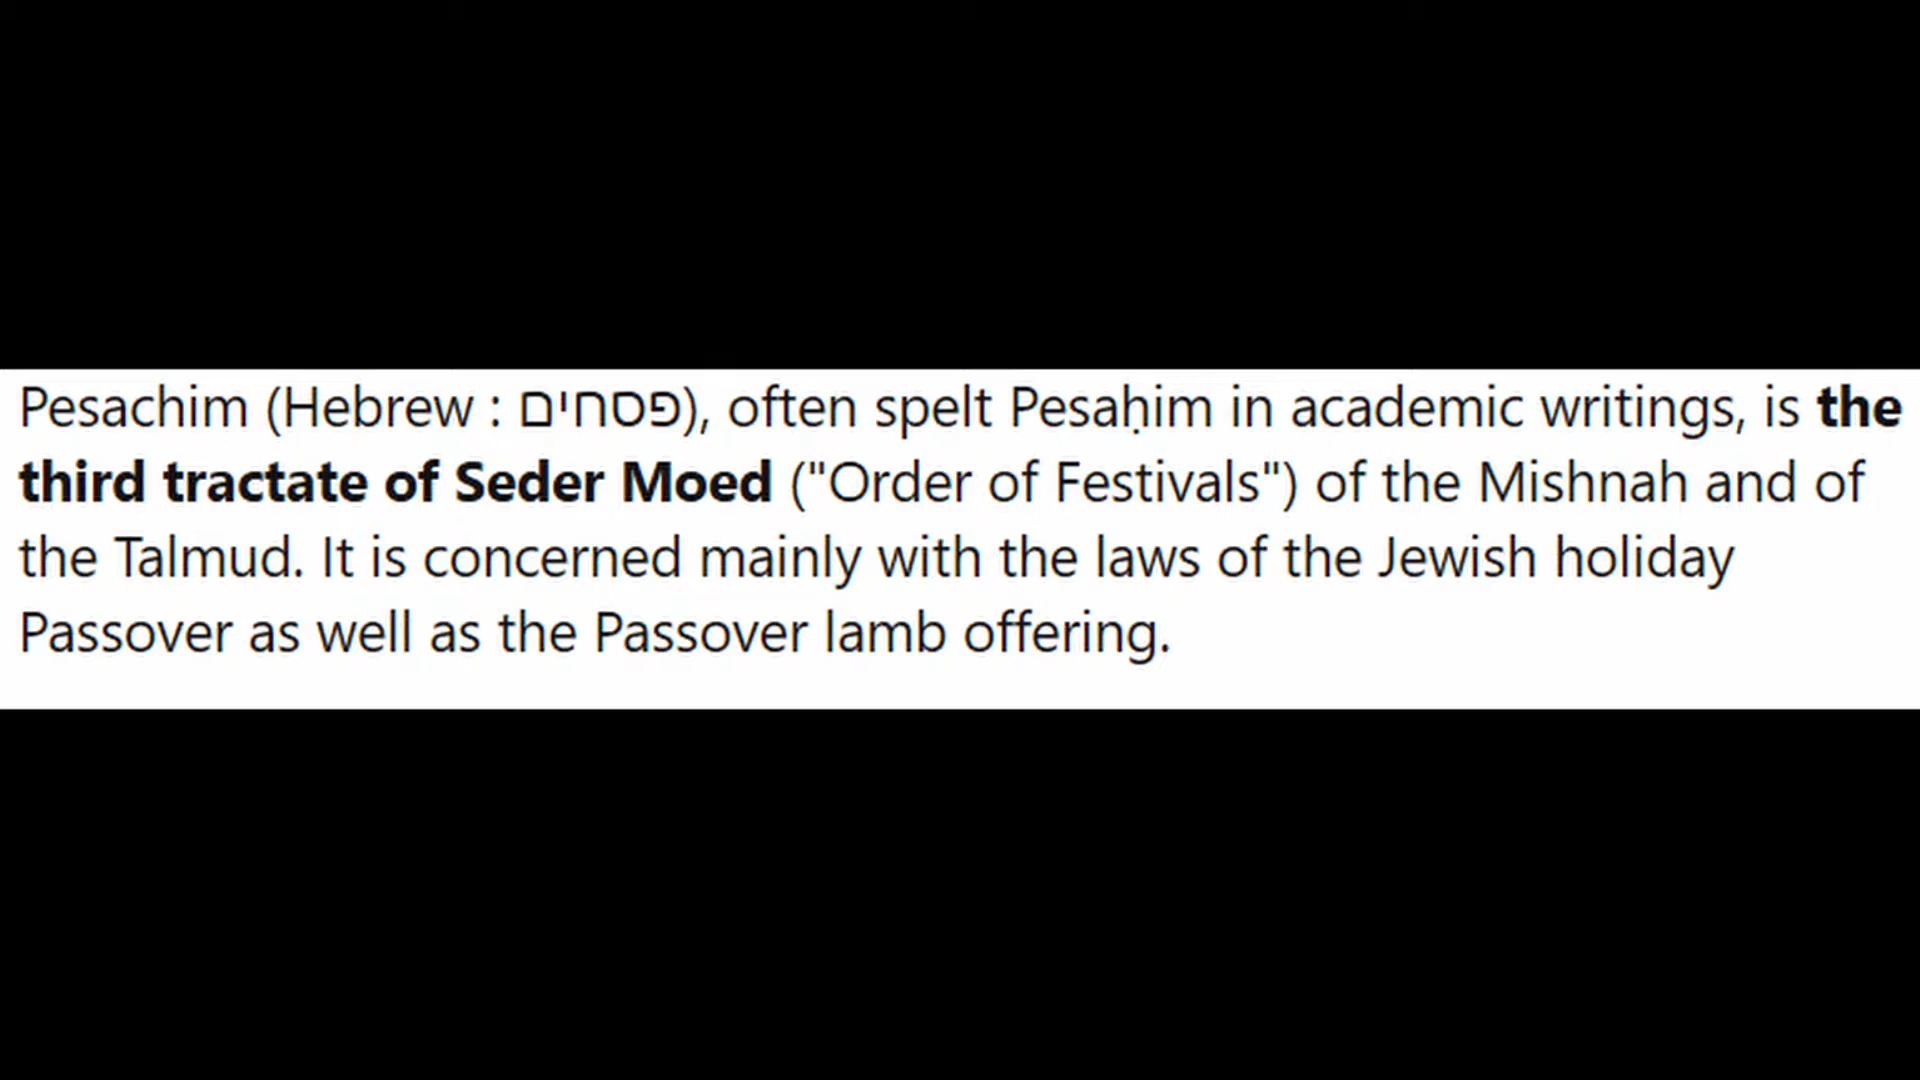 Pesachim (Hebrew : פסחים), often spelt Pesaḥim in academic writings, is the
third tractate of Seder Moed ("Order of Festivals") of the Mishnah and of
the Talmud. It is concerned mainly with the laws of the Jewish holiday
Passover as well as the Passover lamb offering.